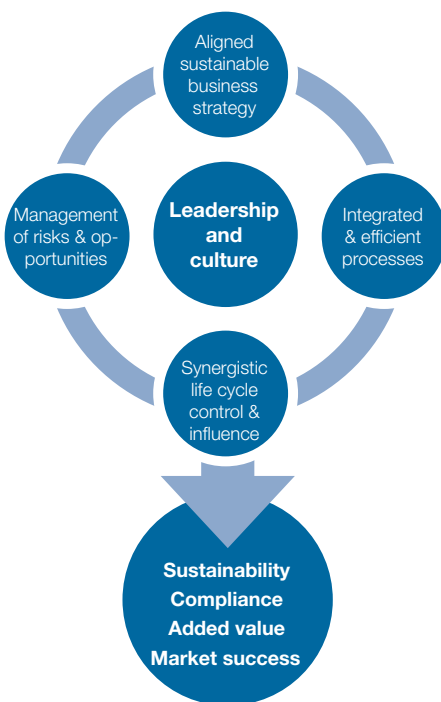 Aligned
sustainable
business
strategy
Management
of risks & op-
portunities
Leadership
and
culture
Integrated
& efficient
processes
Synergistic
life cycle
control &
influence
Sustainability
Compliance
Added value
Market success